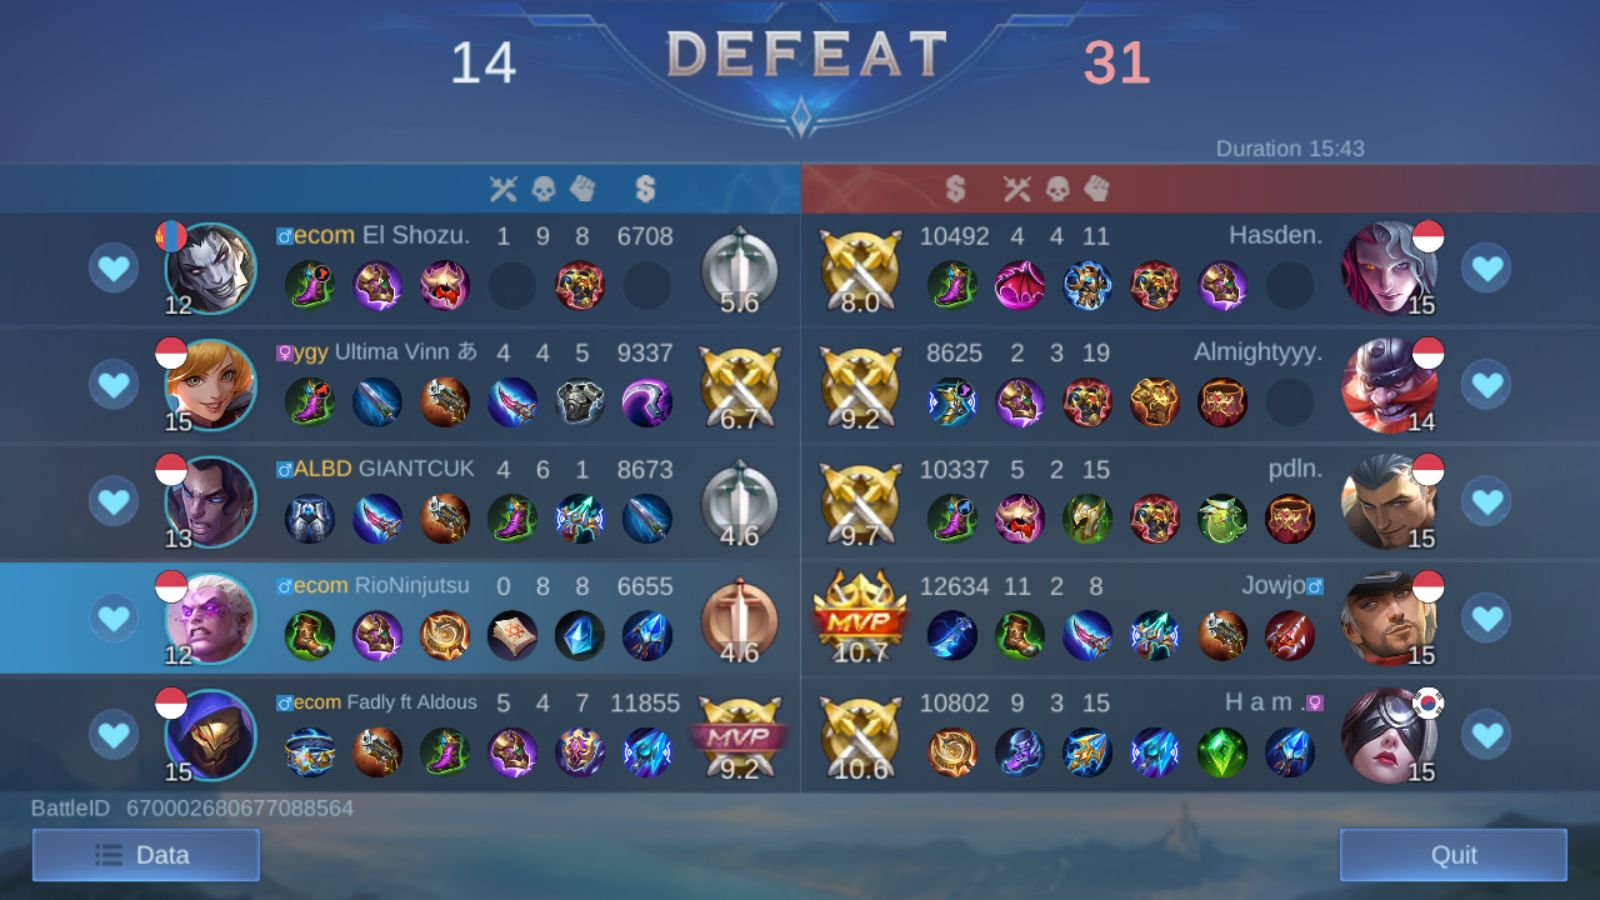 14 DEFEAT 31
Duration 15:43
ecom El Shozu. 1 9 8 6708
12 5.6
10492 4 4 11 Hasden.
8.0 15
ygy Ultima Vinn あ 4 4 5 9337
15 6.7
8625 2 3 19 Almightyyy.
9.2 14
ALBD GIANTCUK 4 6 1 8673
13 4.6
10337 5 2 15 pdln.
9.7 15
ecom RioNinjutsu 0 8 8 6655
12 4.6
12634 11 2 8 Jowjo
MVP 10.7 15
ecom Fadly ft Aldous 5 4 7 11855
15 MVP 9.2
10802 9 3 15 H a m .
10.6 15
BattleID 670002680677088564
Data
Quit